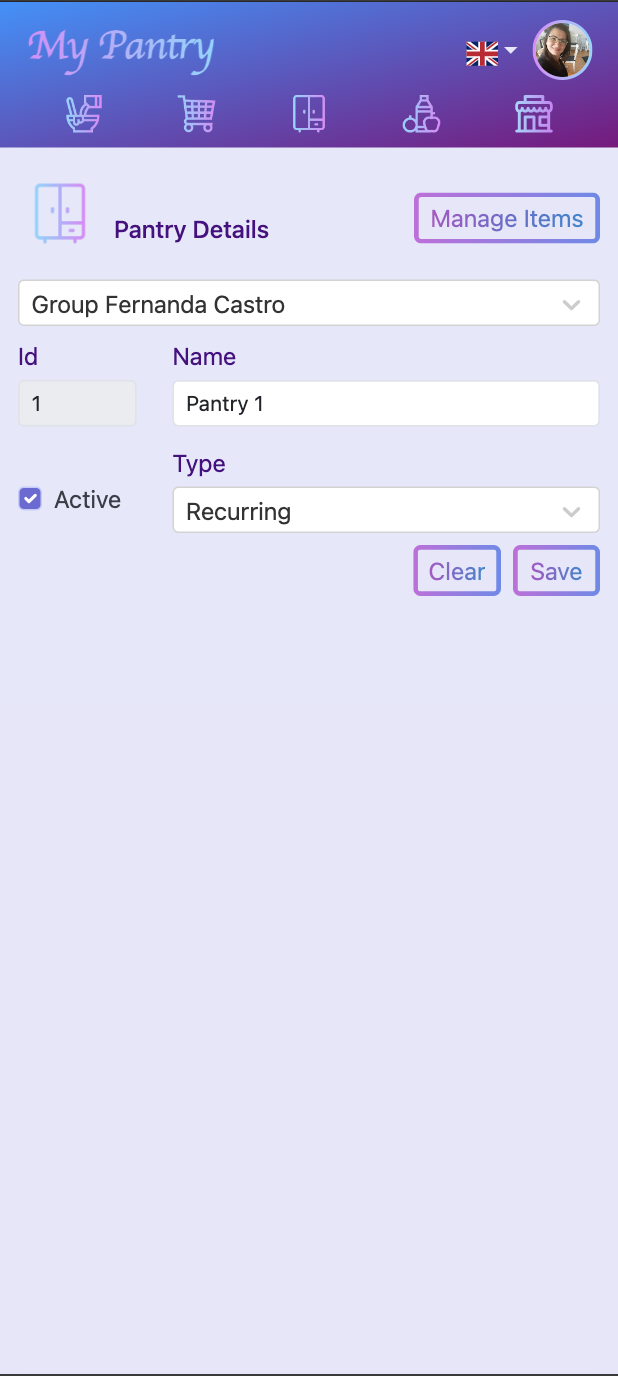 My Pantry
Pantry Details
Manage Items
Group Fernanda Castro
Id
Name
1
Pantry 1
Type
Active
Recurring
Clear
Save